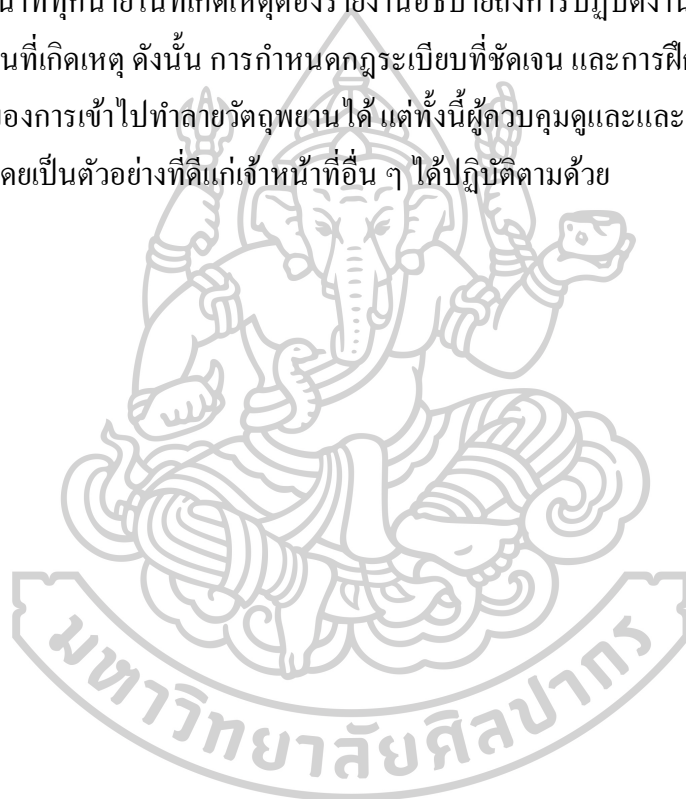 น้าที่ทุกนายในที่เกิดเหตุต้องรายงานอธิบายถึงการปฏิบัติงาน
นที่เกิดเหตุ ดังนั้น การกำหนดกฎระเบียบที่ชัดเจน และการฝึก
ของการเข้าไปทำลายวัตถุพยานได้ แต่ทั้งนี้ผู้ควบคุมดูและและ
ดยเป็นตัวอย่างที่ดีแก่เจ้าหน้าที่อื่น ๆ ได้ปฏิบัติตามด้วย
มหาวิทยาลัยศิลปากร